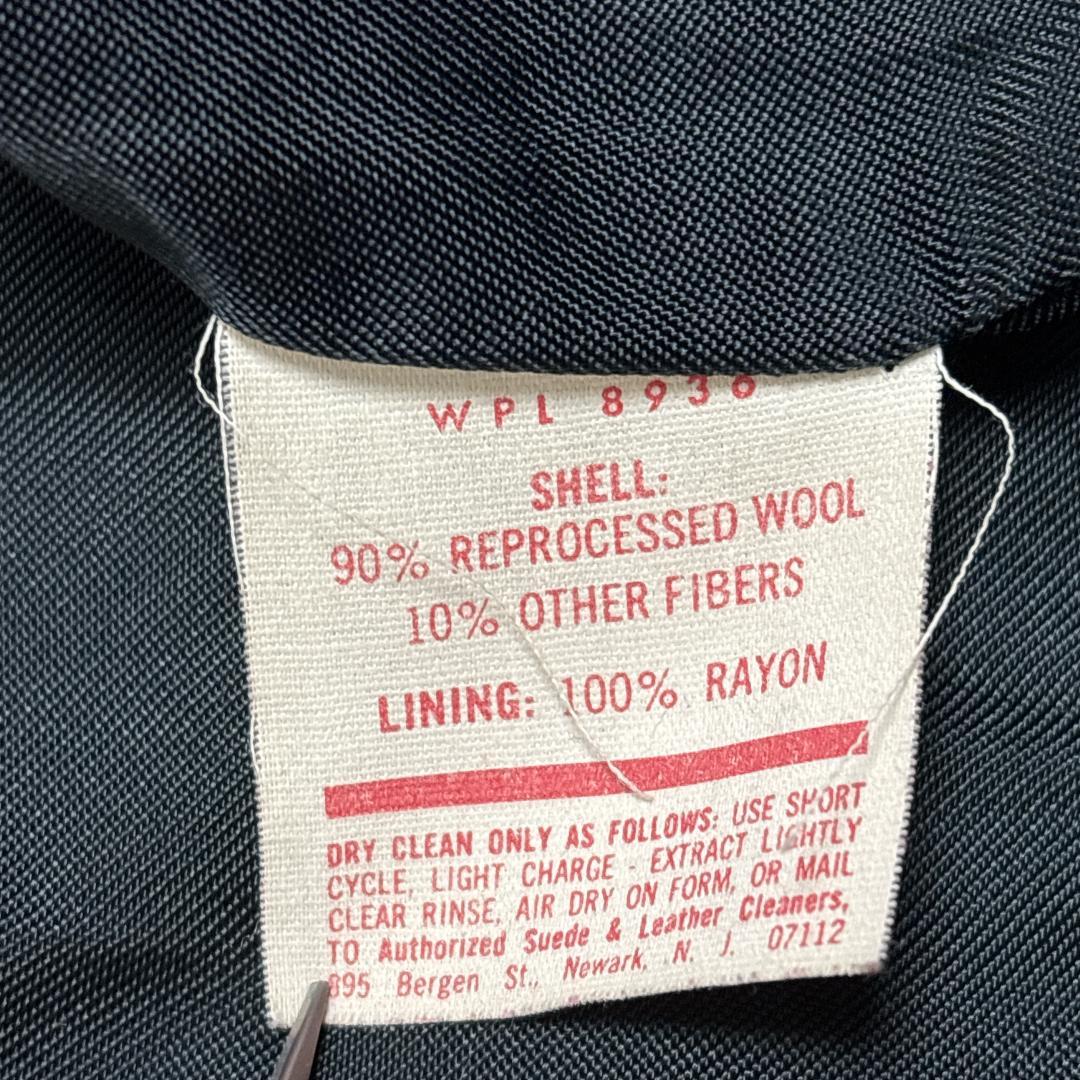 WPL 8936
SHELL:
90% REPROCESSED WOOL
10% OTHER FIBERS
LINING: 100% RAYON
DRY CLEAN ONLY AS FOLLOWS: USE SHORT
CYCLE, LIGHT CHARGE - EXTRACT LIGHTLY
CLEAR RINSE, AIR DRY ON FORM, OR MAIL
TO Authorized Suede & Leather Cleaners,
895 Bergen St., Newark, N. J. 07112